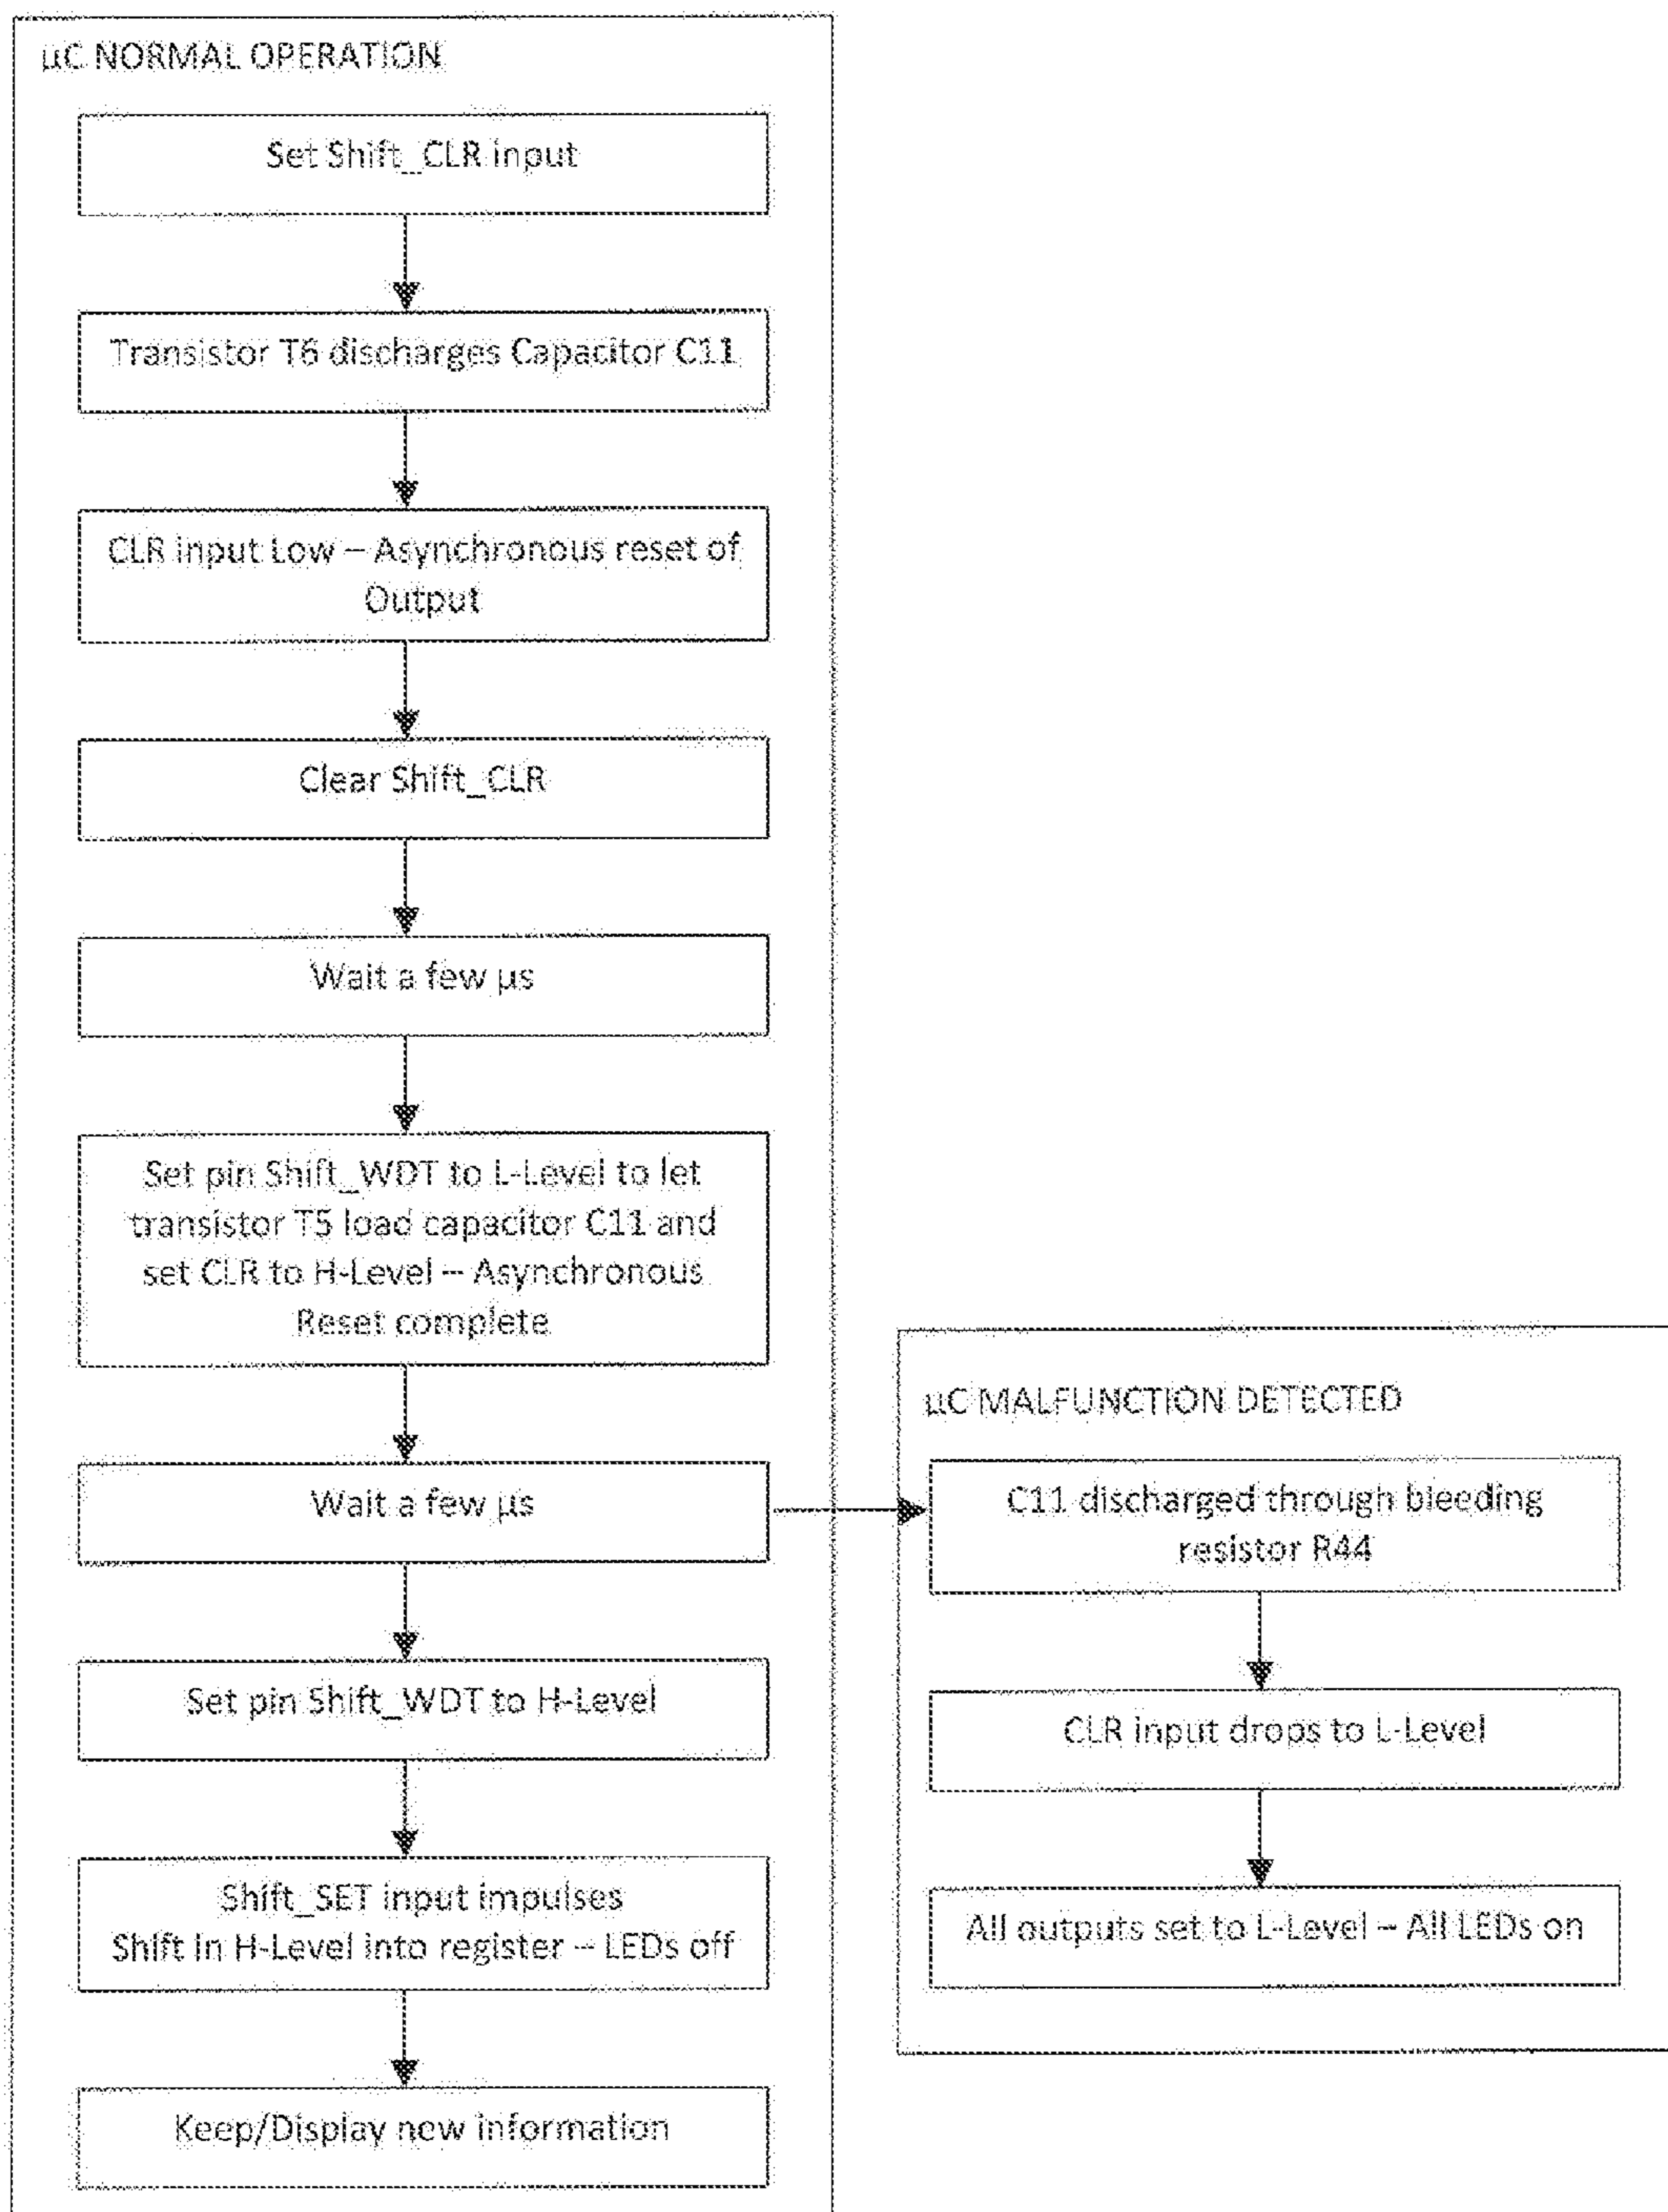 µC NORMAL OPERATION
Set Shift_CLR input
Transistor T6 discharges Capacitor C11
CLR input Low – Asynchronous reset of
Output
Clear Shift_CLR
Wait a few µs
Set pin Shift_WDT to L-Level to let
transistor T5 load capacitor C11 and
set CLR to H-Level – Asynchronous
Reset complete
Wait a few µs
Set pin Shift_WDT to H-Level
Shift_SET input impulses
Shift in H-Level into register – LEDs off
Keep/Display new information
µC MALFUNCTION DETECTED
C11 discharged through bleeding
resistor R44
CLR input drops to L-Level
All outputs set to L-Level – All LEDs on